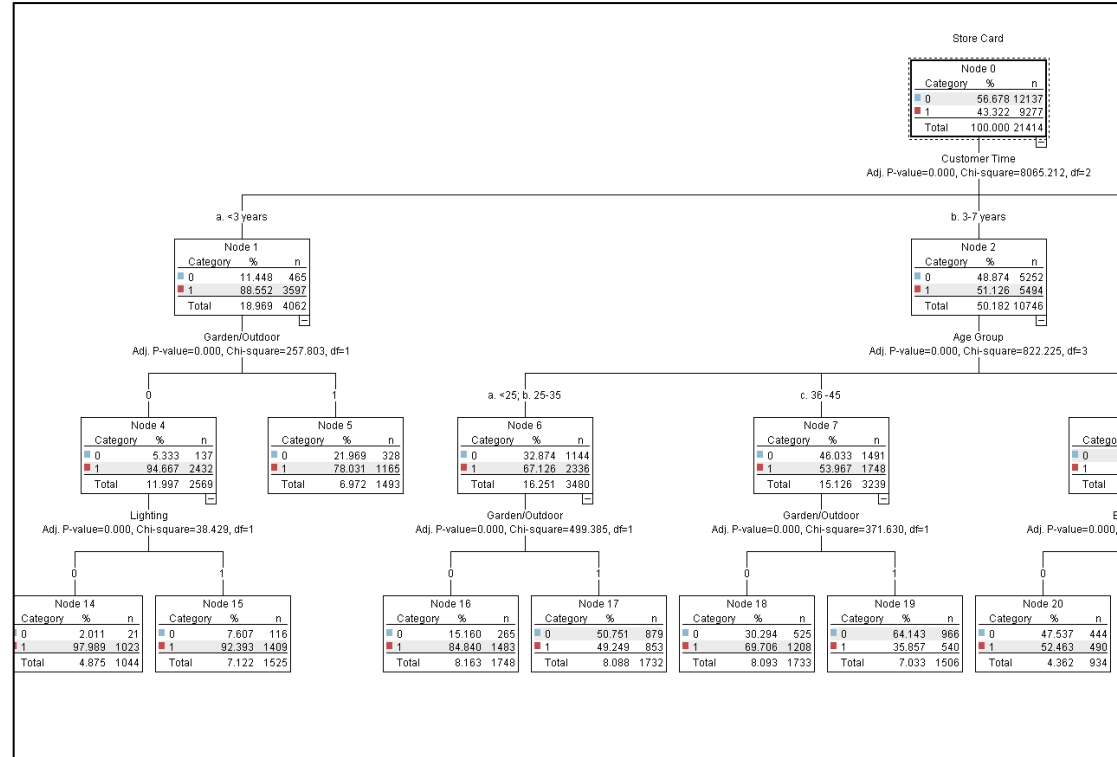 Store Card
Node 0
Category % n
0 56.678 12137
1 43.322 9277
Total 100.000 21414
Customer Time
Adj. P-value=0.000, Chi-square=8065.212, df=2
a. <3 years
b. 3-7 years
Node 1
Category % n
0 11.448 465
1 88.552 3597
Total 18.969 4062
Node 2
Category % n
0 48.874 5252
1 51.126 5494
Total 50.182 10746
Garden/Outdoor
Adj. P-value=0.000, Chi-square=257.803, df=1
Age Group
Adj. P-value=0.000, Chi-square=822.225, df=3
0
1
a. <25; b. 25-35
c. 36-45
Node 4
Category % n
0 5.333 137
1 94.667 2432
Total 11.997 2569
Node 5
Category % n
0 21.969 328
1 78.031 1165
Total 6.972 1493
Node 6
Category % n
0 32.874 1144
1 67.126 2336
Total 16.251 3480
Node 7
Category % n
0 46.033 1491
1 53.967 1748
Total 15.126 3239
0
1
Total
Lighting
Adj. P-value=0.000, Chi-square=38.429, df=1
Garden/Outdoor
Adj. P-value=0.000, Chi-square=499.385, df=1
Garden/Outdoor
Adj. P-value=0.000, Chi-square=371.630, df=1
Adj. P-value=0.000,
0
1
0
1
0
1
0
Node 14
Category % n
0 2.011 21
1 97.989 1023
Total 4.875 1044
Node 15
Category % n
0 7.607 116
1 92.393 1409
Total 7.122 1525
Node 16
Category % n
0 15.160 265
1 84.840 1483
Total 8.163 1748
Node 17
Category % n
0 50.751 879
1 49.249 853
Total 8.088 1732
Node 18
Category % n
0 30.294 525
1 69.706 1208
Total 8.093 1733
Node 19
Category % n
0 64.143 966
1 35.857 540
Total 7.033 1506
Node 20
Category % n
0 47.537 444
1 52.463 490
Total 4.362 934